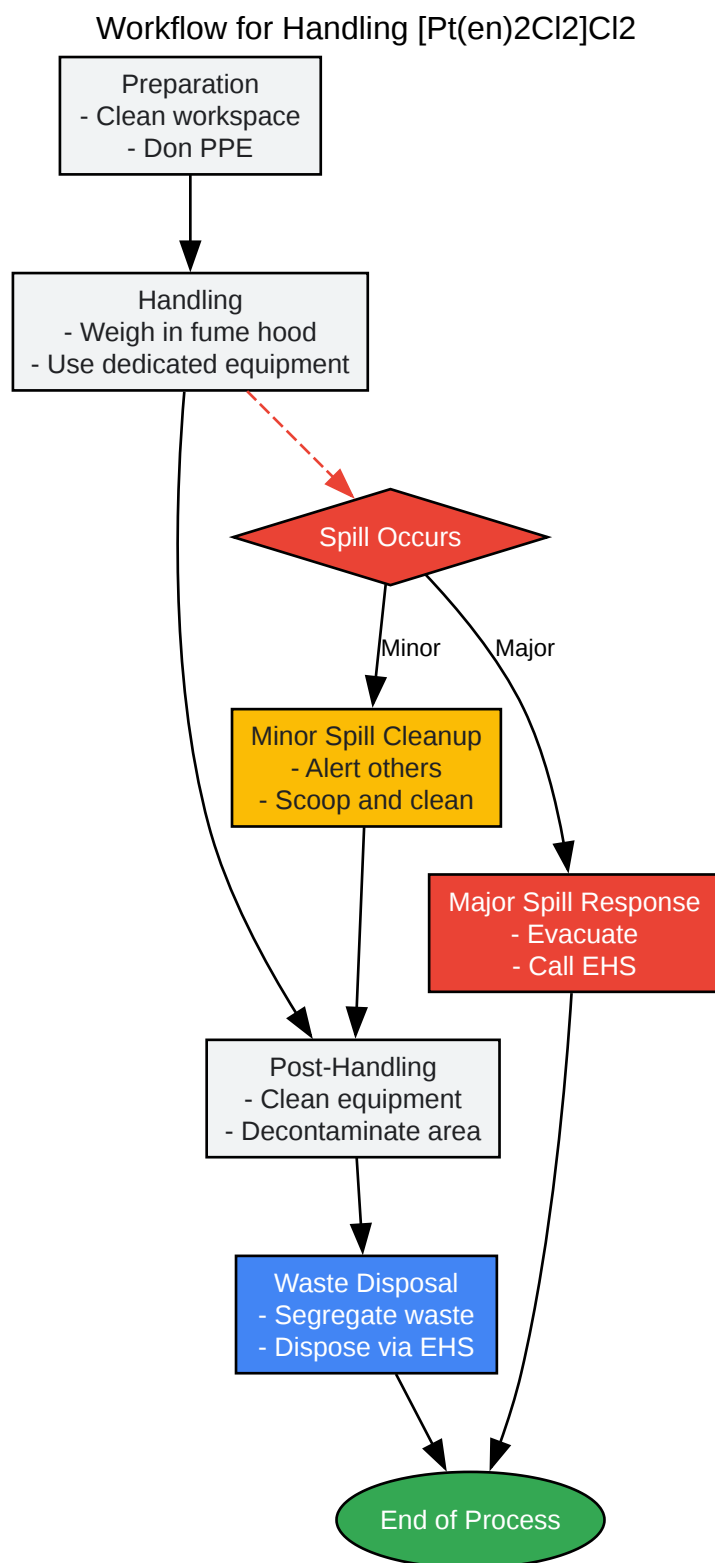 Workflow for Handling [Pt(en)2Cl2]Cl2
Preparation
- Clean workspace
- Don PPE
Handling
- Weigh in fume hood
- Use dedicated equipment
Spill Occurs
Minor
Major
Minor Spill Cleanup
- Alert others
- Scoop and clean
Major Spill Response
- Evacuate
- Call EHS
Post-Handling
- Clean equipment
- Decontaminate area
Waste Disposal
- Segregate waste
- Dispose via EHS
End of Process